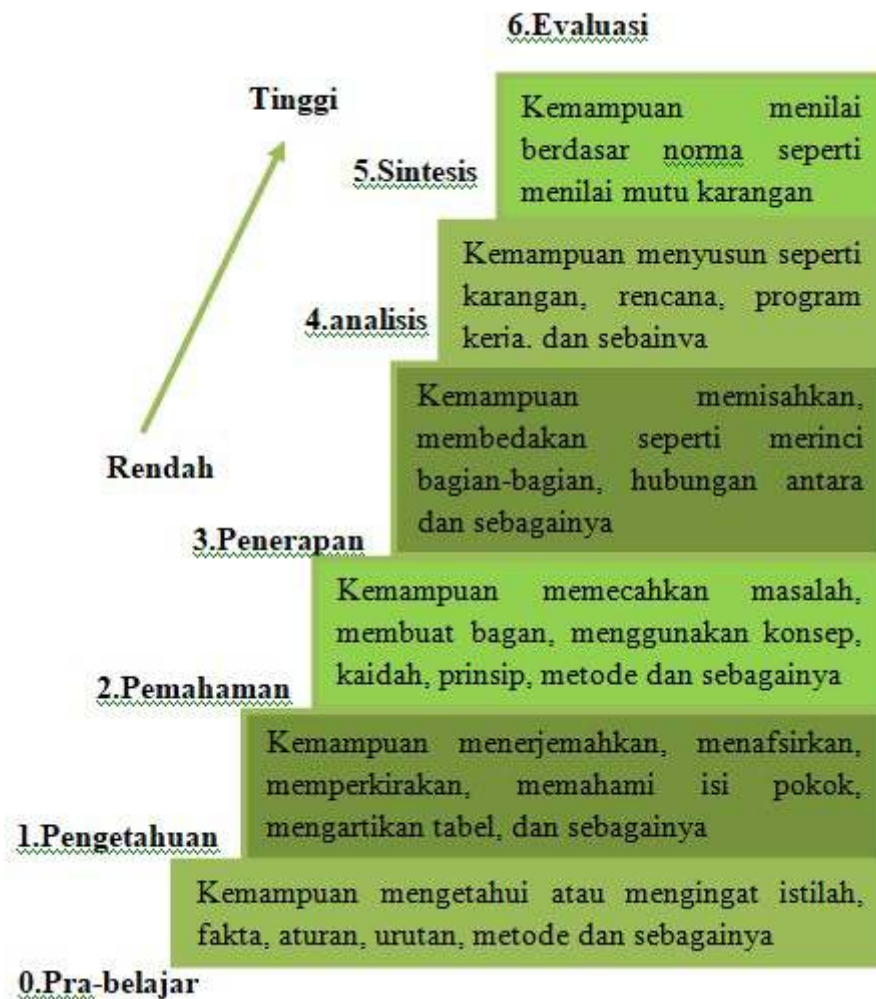 6.Evaluasi
Tinggi
Kemampuan menilai
berdasar norma seperti
menilai mutu karangan
5.Sintesis
Kemampuan menyusun seperti
karangan, rencana, program
kerja. dan sebainva
4.analisis
Kemampuan memisahkan,
membedakan seperti merinci
bagian-bagian, hubungan antara
dan sebagainya
Rendah
3.Penerapan
Kemampuan memecahkan masalah,
membuat bagan, menggunakan konsep,
kaidah, prinsip, metode dan sebagainya
2.Pemahaman
Kemampuan menerjemahkan, menafsirkan,
memperkirakan, memahami isi pokok,
mengartikan tabel, dan sebagainya
1.Pengetahuan
Kemampuan mengetahui atau mengingat istilah,
fakta, aturan, urutan, metode dan sebagainya
0.Pra-belajar